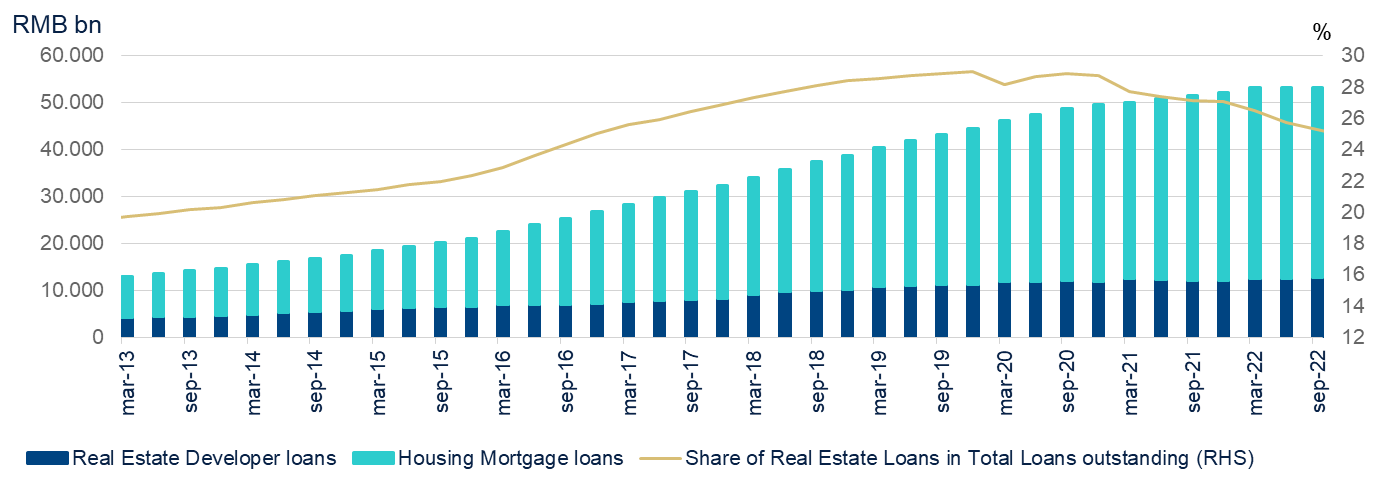 RMB bn
%
60.000
50.000
40.000
30.000
20.000
10.000
0
30
28
26
24
22
20
18
16
14
12
mar-13
sep-13
mar-14
sep-14
mar-15
sep-15
mar-16
sep-16
mar-17
sep-17
mar-18
sep-18
mar-19
sep-19
mar-20
sep-20
mar-21
sep-21
mar-22
sep-22
Real Estate Developer loans
Housing Mortgage loans
Share of Real Estate Loans in Total Loans outstanding (RHS)